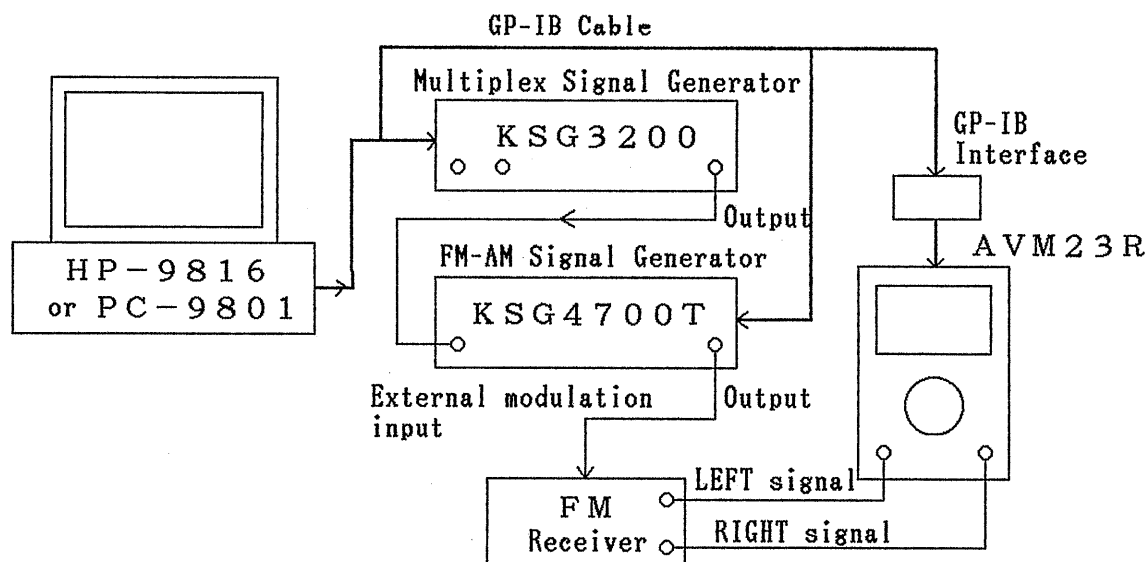 GP-IB Cable
Multiplex Signal Generator
KSG3200
GP-IB
Interface
Output
AVM23R
HP-9816
or PC-9801
FM-AM Signal Generator
KSG4700T
External modulation
input
Output
LEFT signal
FM
Receiver
RIGHT signal